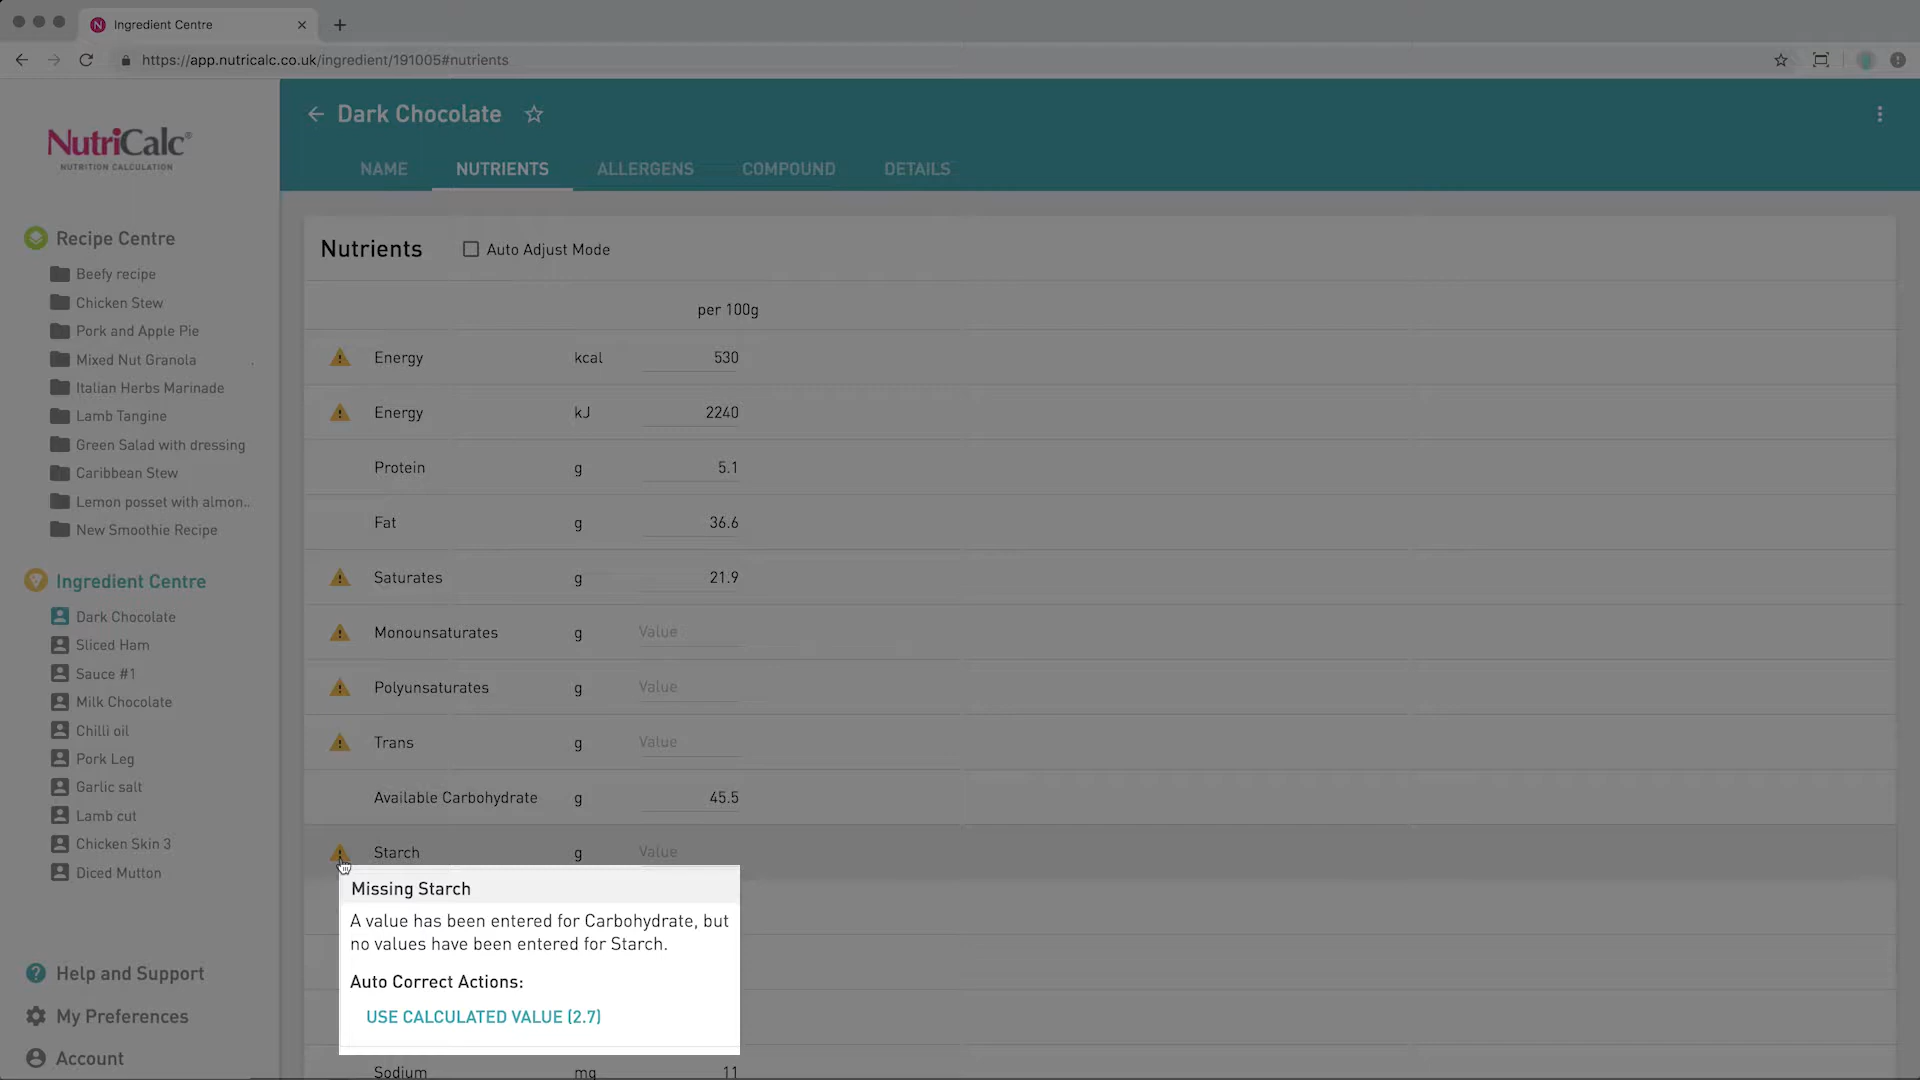 Ingredient Centre
https://app.nutricalc.co.uk/ingredient/191005#nutrients
NutriCalc®
NUTRITION CALCULATION
Recipe Centre
Beefy recipe
Chicken Stew
Pork and Apple Pie
Mixed Nut Granola
Italian Herbs Marinade
Lamb Tangine
Green Salad with dressing
Caribbean Stew
Lemon posset with almon..
New Smoothie Recipe
Ingredient Centre
Dark Chocolate
Sliced Ham
Sauce #1
Milk Chocolate
Chilli oil
Pork Leg
Garlic salt
Lamb cut
Chicken Skin 3
Diced Mutton
Help and Support
My Preferences
Account
Dark Chocolate
NAME NUTRIENTS ALLERGENS COMPOUND DETAILS
Nutrients Auto Adjust Mode
per 100g
Energy kcal 530
Energy kJ 2240
Protein g 5.1
Fat g 36.6
Saturates g 21.9
Monounsaturates g Value
Polyunsaturates g Value
Trans g Value
Available Carbohydrate g 45.5
Starch g Value
Missing Starch
A value has been entered for Carbohydrate, but
no values have been entered for Starch.
Auto Correct Actions:
USE CALCULATED VALUE (2.7)
Sodium mg 11